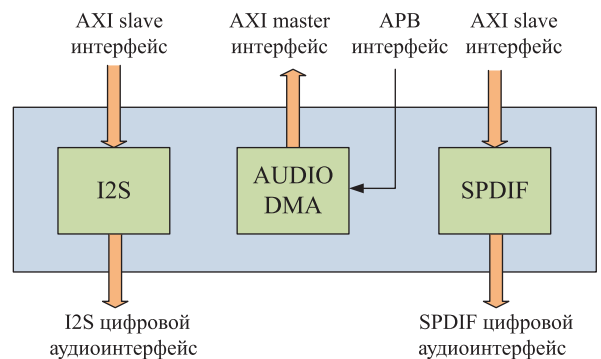 AXI slave
интерфейс
AXI master
интерфейс
APB
интерфейс
AXI slave
интерфейс
I2S
AUDIO
DMA
SPDIF
I2S цифровой
аудиоинтерфейс
SPDIF цифровой
аудиоинтерфейс